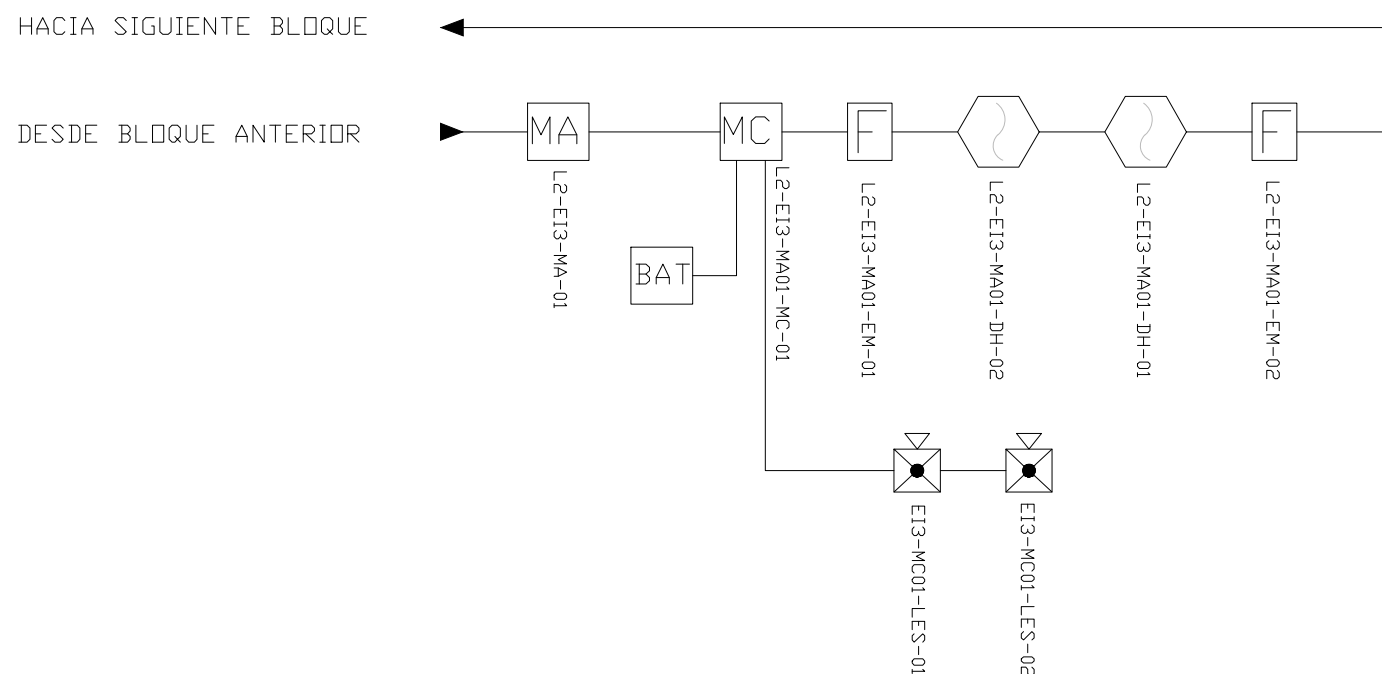 HACIA SIGUIENTE BLOQUE
DESDE BLOQUE ANTERIOR
MA
MC
F
F
L2-EI3-MA-01
L2-EI3-MA01-MC-01
L2-EI3-MA01-EM-01
L2-EI3-MA01-DH-02
L2-EI3-MA01-DH-01
L2-EI3-MA01-EM-02
BAT
EI3-MC01-LES-01
EI3-MC01-LES-02